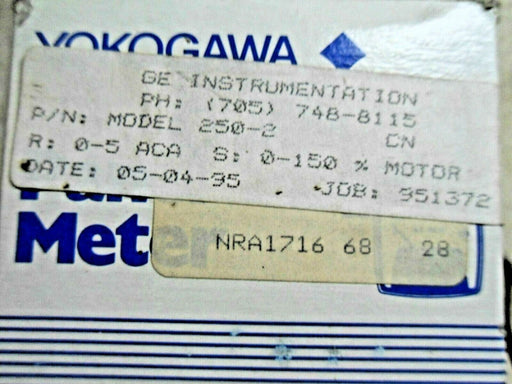 YOKOGAWA
GE INSTRUMENTATION
PH: (705) 748-8115
P/N: MODEL 250-2 CN
R: 0-5 ACA S: 0-150 % MOTOR
DATE: 05-04-95 JOB: 951372
Meter
NRA1716 68 28